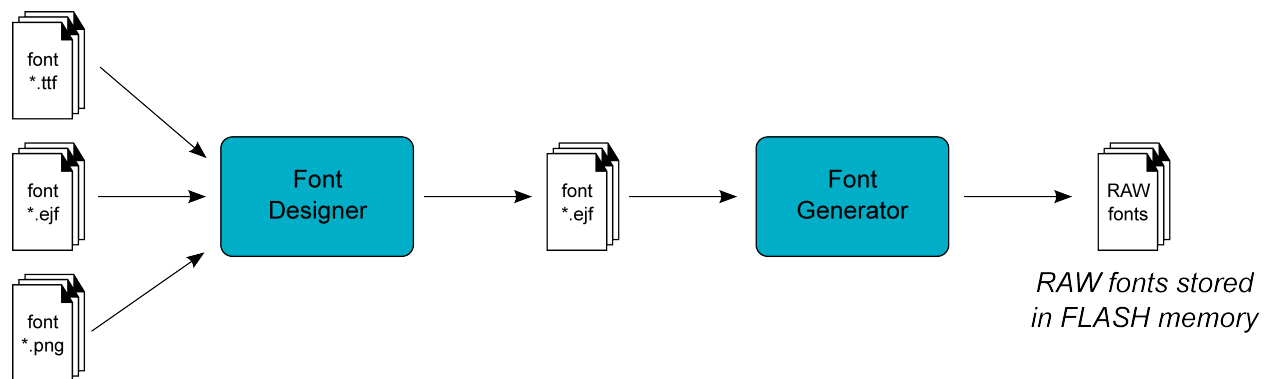 font
*.ttf
font
*.ejf
font
*.png
Font
Designer
font
*.ejf
Font
Generator
RAW
fonts
RAW fonts stored
in FLASH memory